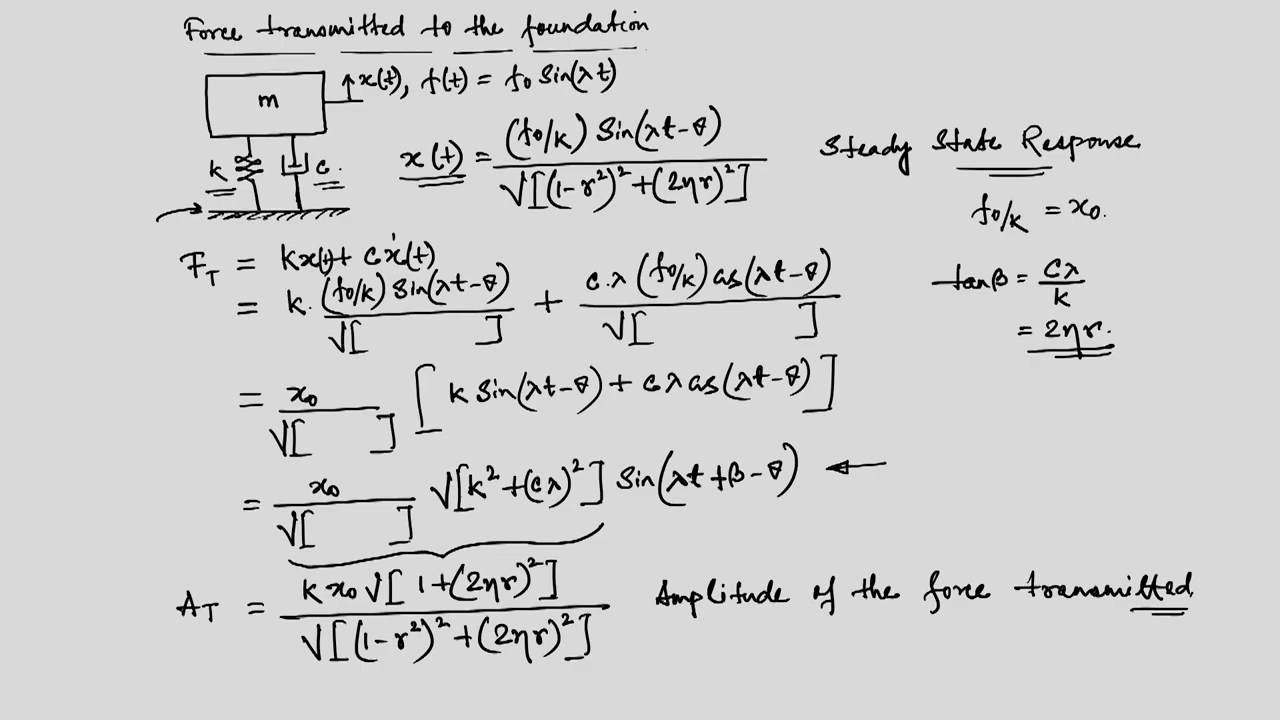 Force transmitted to the foundation
m
x(t), f(t) = f₀ Sin(λt)
k
c.
x(t) = (f₀/k) Sin(λt-θ) / √[(1-r²)² + (2ηr)²]
Steady State Response
f₀/k = x₀.
F_T = kx(t) + cẋ(t)
= k. (f₀/k) Sin(λt-θ) / √[ ] + c.λ (f₀/k) cos(λt-θ) / √[ ]
tanβ = cλ/k
= 2ηr.
= x₀ / √[ ] [k Sin(λt-θ) + cλ cos(λt-θ)]
= x₀ / √[ ] √[k² + (cλ)²] Sin(λt+β-θ)
A_T = k x₀ √[1+(2ηr)²] / √[(1-r²)² + (2ηr)²]
Amplitude of the force transmitted